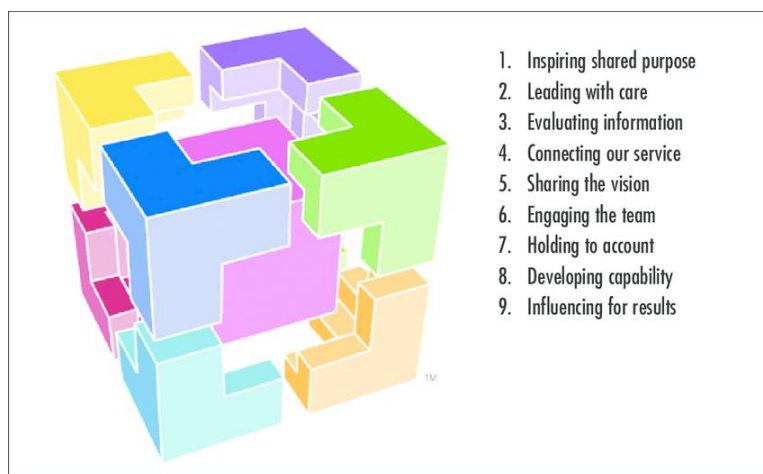 1. Inspiring shared purpose
2. Leading with care
3. Evaluating information
4. Connecting our service
5. Sharing the vision
6. Engaging the team
7. Holding to account
8. Developing capability
9. Influencing for results
TM